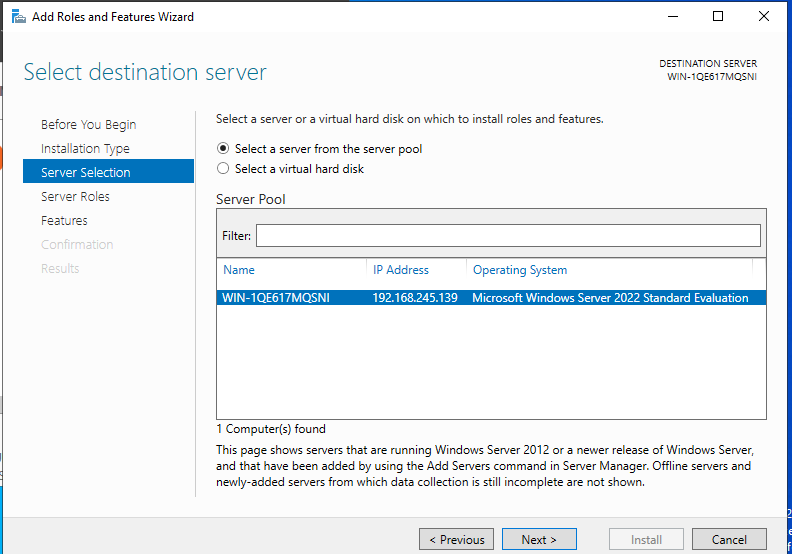 Add Roles and Features Wizard
Select destination server
DESTINATION SERVER
WIN-1QE617MQSNI
Before You Begin
Installation Type
Server Selection
Server Roles
Features
Confirmation
Results
Select a server or a virtual hard disk on which to install roles and features.
Select a server from the server pool
Select a virtual hard disk
Server Pool
Filter:
Name IP Address Operating System
WIN-1QE617MQSNI 192.168.245.139 Microsoft Windows Server 2022 Standard Evaluation
1 Computer(s) found
This page shows servers that are running Windows Server 2012 or a newer release of Windows Server,
and that have been added by using the Add Servers command in Server Manager. Offline servers and
newly-added servers from which data collection is still incomplete are not shown.
< Previous Next > Install Cancel